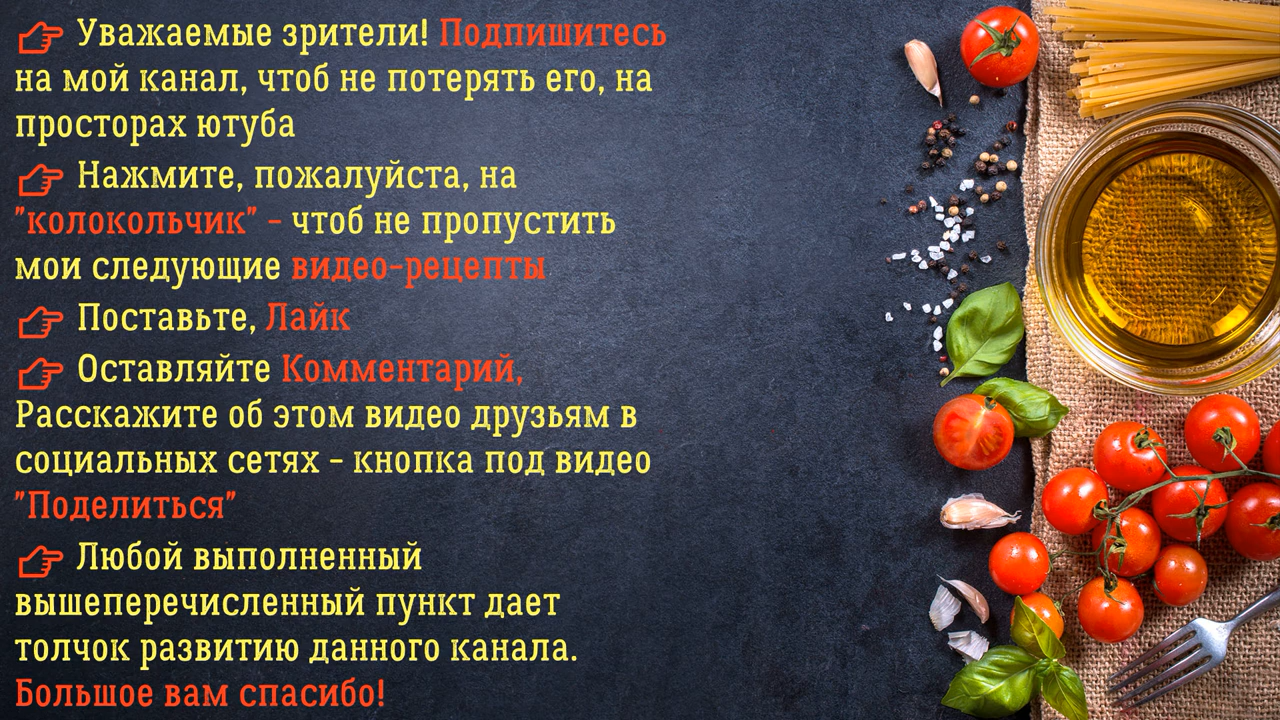 Уважаемые зрители! Подпишитесь
на мой канал, чтоб не потерять его, на
просторах ютуба
Нажмите, пожалуйста, на
"колокольчик" - чтоб не пропустить
мои следующие видео-рецепты
Поставьте, Лайк
Оставляйте Комментарий,
Расскажите об этом видео друзьям в
социальных сетях - кнопка под видео
"Поделиться"
Любой выполненный
вышеперечисленный пункт дает
толчок развитию данного канала.
Большое вам спасибо!